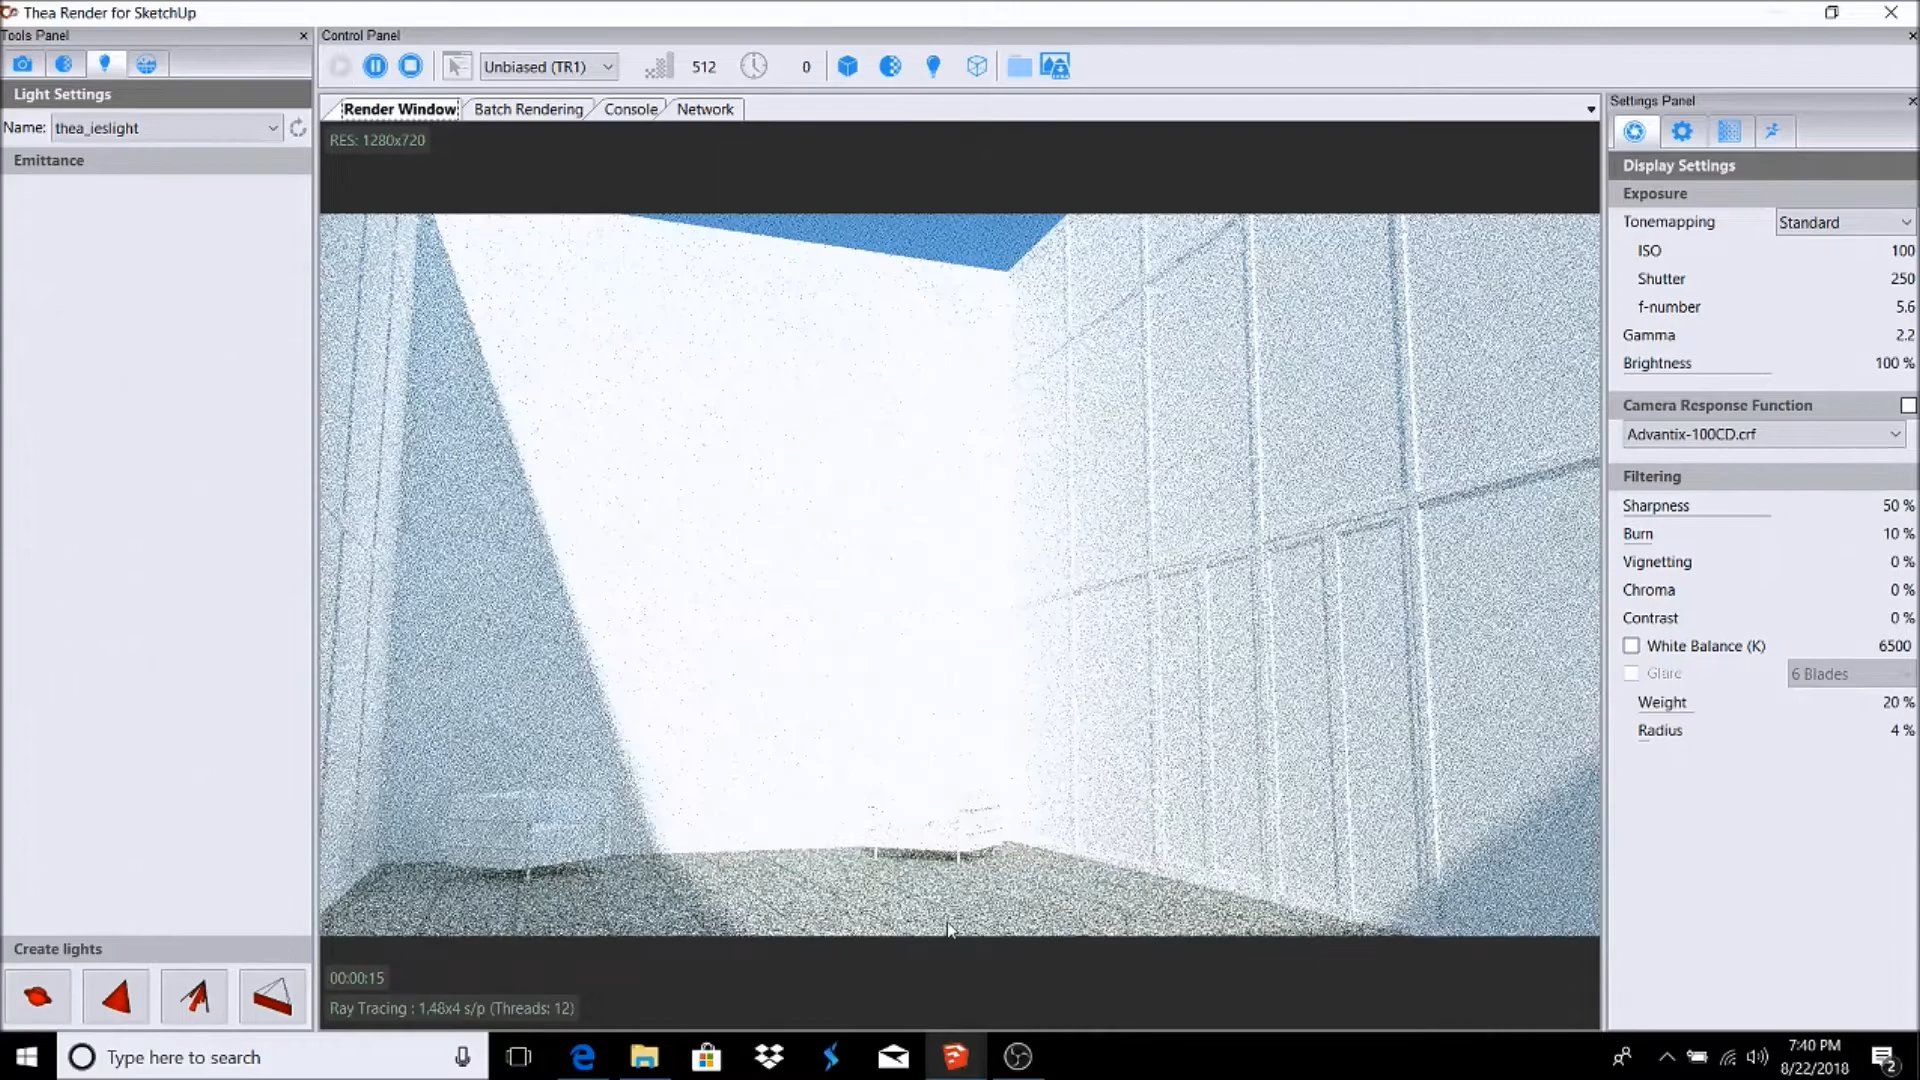 Thea Render for SketchUp
Tools Panel
Light Settings
Name: thea_ieslight
Emittance
Create lights
Control Panel
Unbiased (TR1) 512 0
Render Window Batch Rendering Console Network
RES: 1280x720
00:00:15
Ray Tracing : 1.48x4 s/p (Threads: 12)
Settings Panel
Display Settings
Exposure
Tonemapping Standard
ISO 100
Shutter 250
f-number 5.6
Gamma 2.2
Brightness 100 %
Camera Response Function
Advantix-100CD.crf
Filtering
Sharpness 50 %
Burn 10 %
Vignetting 0 %
Chroma 0 %
Contrast 0 %
White Balance (K) 6500
Glare 6 Blades
Weight 20 %
Radius 4 %
Type here to search
7:40 PM
8/22/2018
2